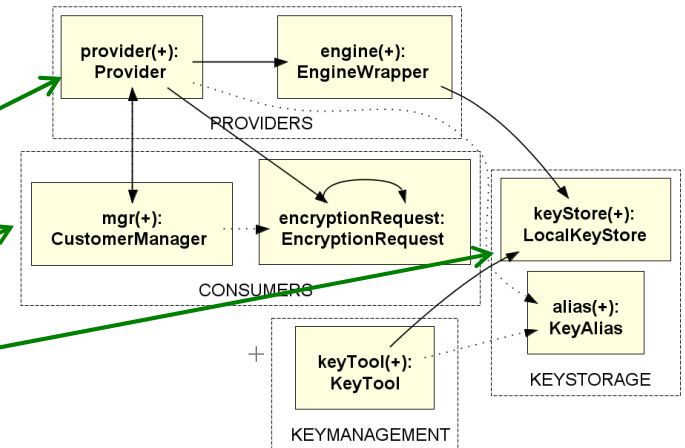 provider(+):
Provider
engine(+):
EngineWrapper
PROVIDERS
mgr(+):
CustomerManager
encryptionRequest:
EncryptionRequest
CONSUMERS
keyStore(+):
LocalKeyStore
alias(+):
KeyAlias
KEYSTORAGE
keyTool(+):
KeyTool
KEYMANAGEMENT